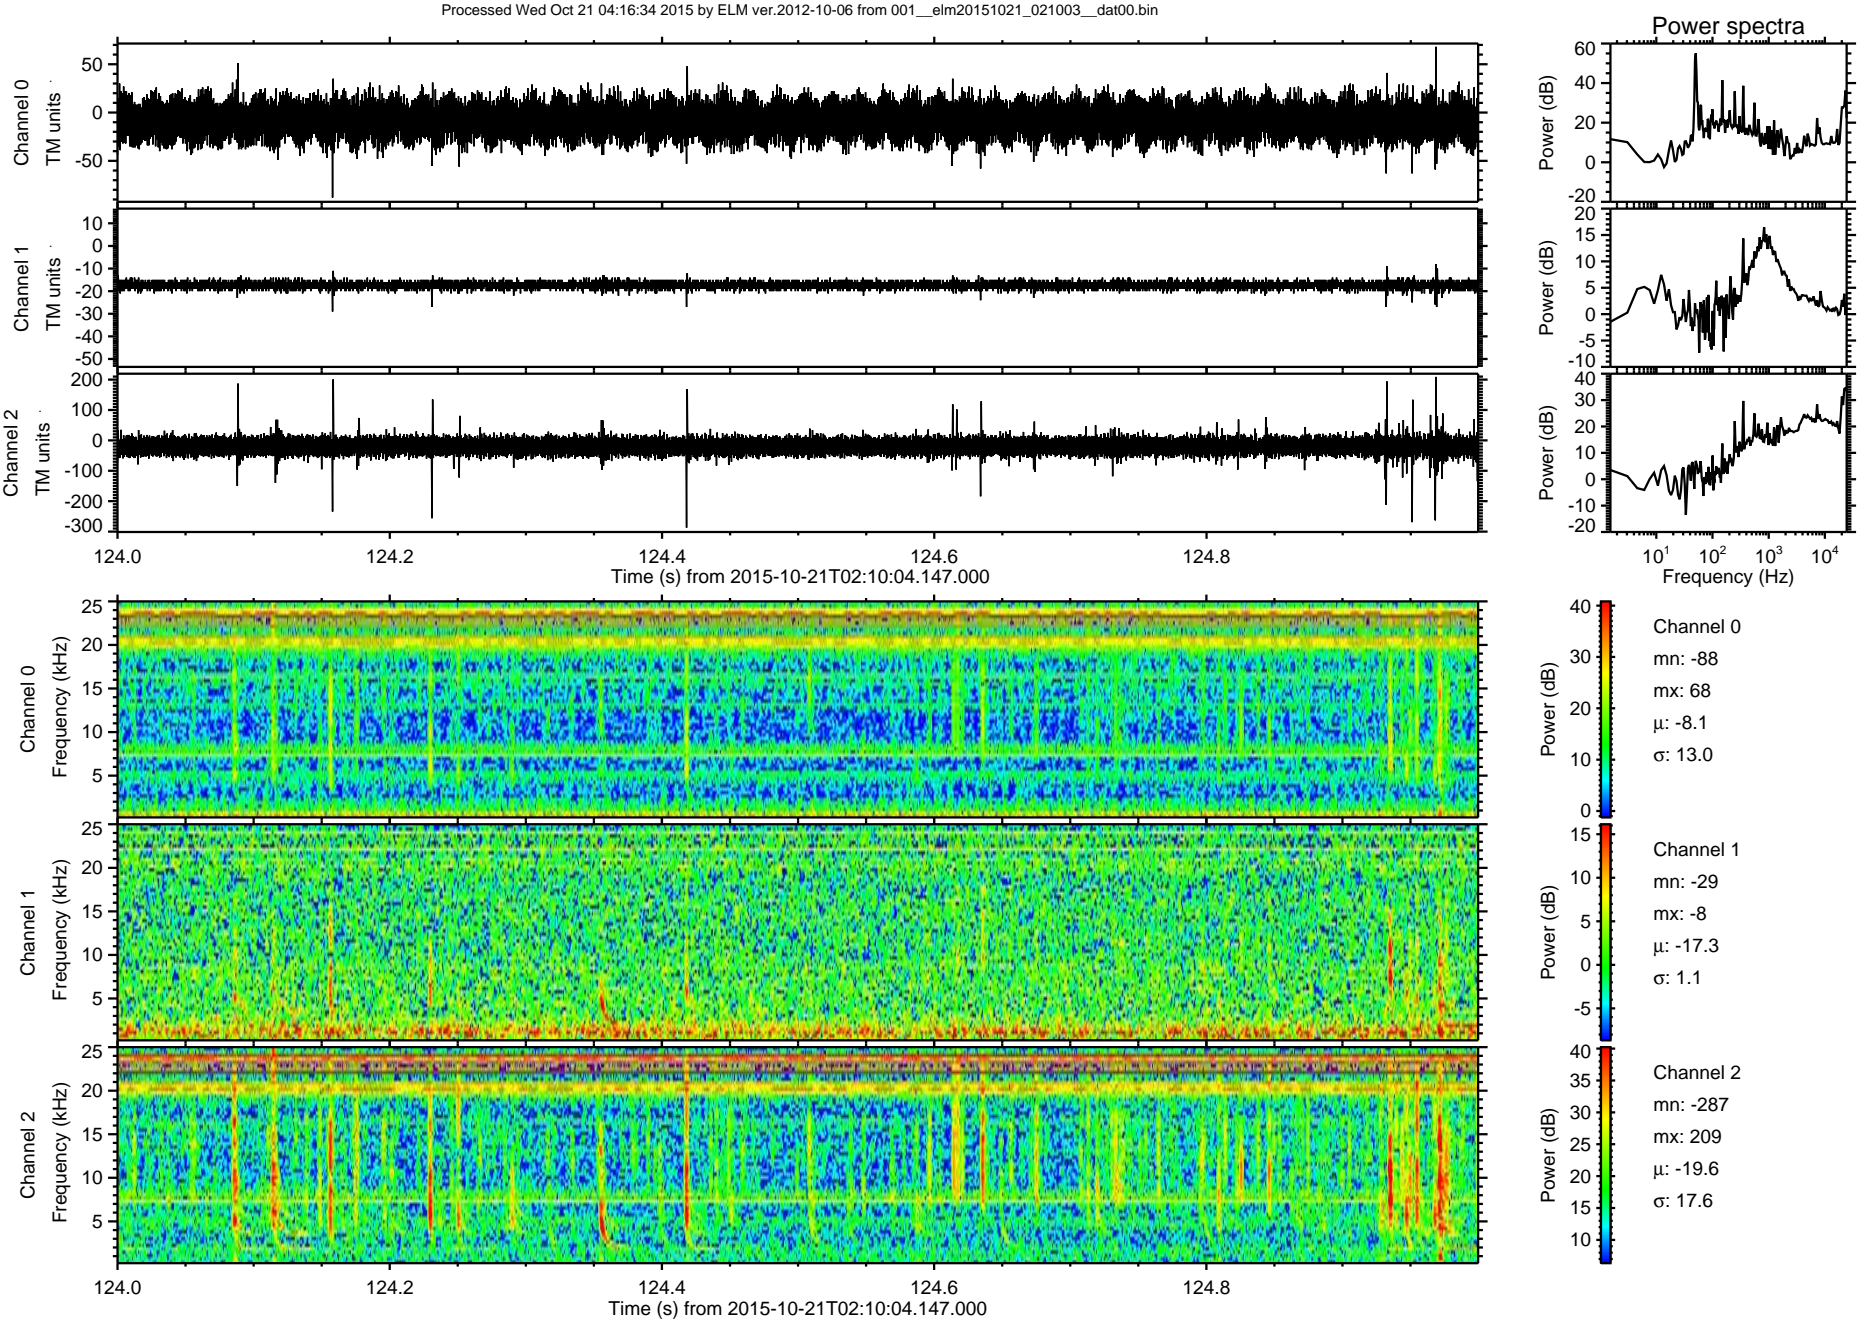 Processed Wed Oct 21 04:16:34 2015 by ELM ver.2012-10-06 from 001__elm20151021_021003__dat00.bin
Power spectra
Channel 0
TM units
50
0
-50
Power (dB)
60
40
20
0
-20
Channel 1
TM units
10
0
-10
-20
-30
-40
-50
Power (dB)
20
15
10
5
0
-5
-10
Channel 2
TM units
200
100
0
-100
-200
-300
Power (dB)
40
30
20
10
0
-10
-20
124.0 124.2 124.4 124.6 124.8
Time (s) from 2015-10-21T02:10:04.147.000
10^1 10^2 10^3 10^4
Frequency (Hz)
Channel 0
Frequency (kHz)
25
20
15
10
5
Power (dB)
40
30
20
10
0
Channel 0
mn: -88
mx: 68
μ: -8.1
σ: 13.0
Channel 1
Frequency (kHz)
25
20
15
10
5
Power (dB)
15
10
5
0
-5
Channel 1
mn: -29
mx: -8
μ: -17.3
σ: 1.1
Channel 2
Frequency (kHz)
25
20
15
10
5
Power (dB)
40
35
30
25
20
15
10
Channel 2
mn: -287
mx: 209
μ: -19.6
σ: 17.6
124.0 124.2 124.4 124.6 124.8
Time (s) from 2015-10-21T02:10:04.147.000